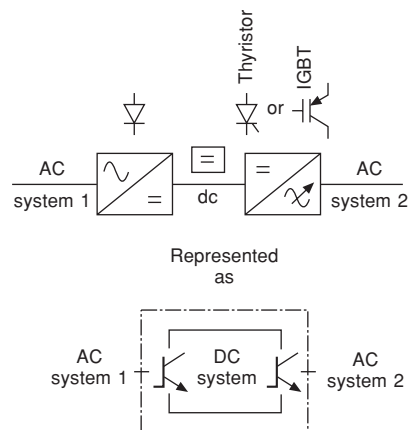 Thyristor
or
IGBT
AC
system 1
dc
AC
system 2
Represented
as
AC
system 1
DC
system
AC
system 2